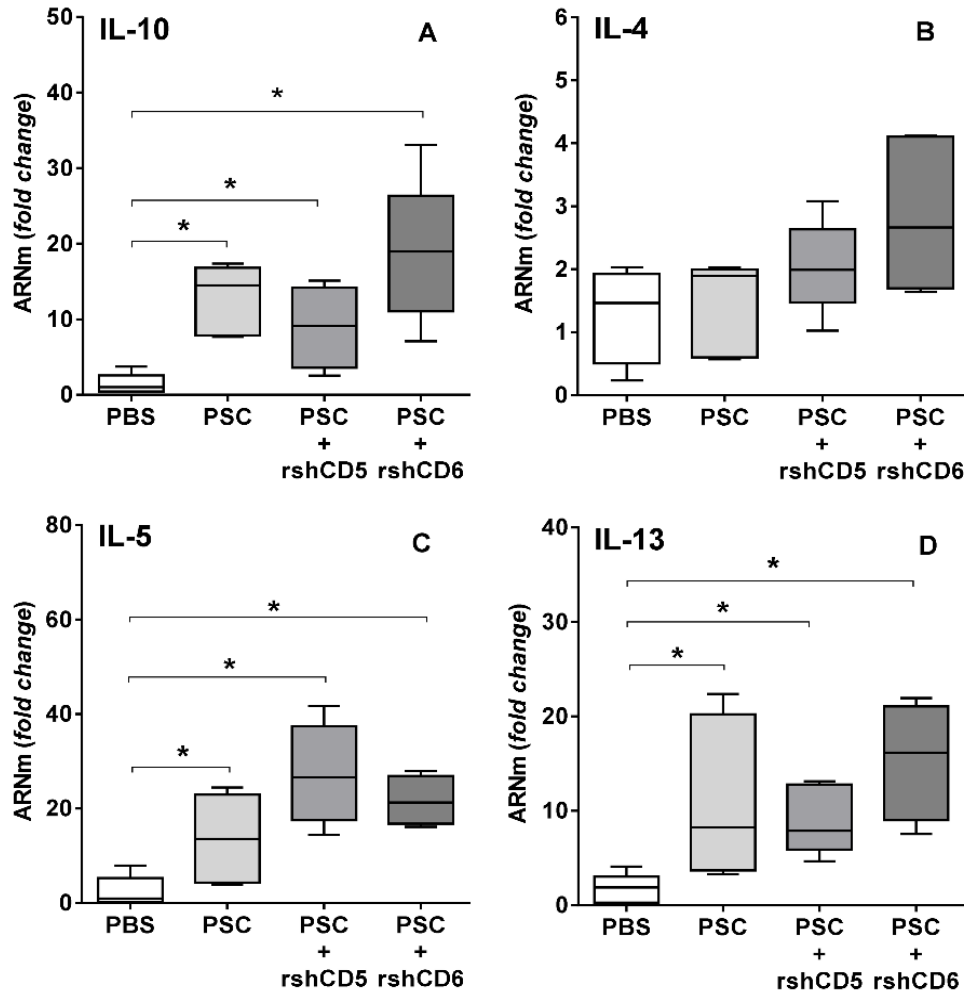 IL-10
A
ARNm (fold change)
50
40
30
20
10
0
*
*
*
PBS
PSC
PSC
+
rshCD5
PSC
+
rshCD6
IL-4
B
ARNm (fold change)
6
5
4
3
2
1
0
PBS
PSC
PSC
+
rshCD5
PSC
+
rshCD6
IL-5
C
ARNm (fold change)
80
60
40
20
0
*
*
*
PBS
PSC
PSC
+
rshCD5
PSC
+
rshCD6
IL-13
D
ARNm (fold change)
40
30
20
10
0
*
*
*
PBS
PSC
PSC
+
rshCD5
PSC
+
rshCD6